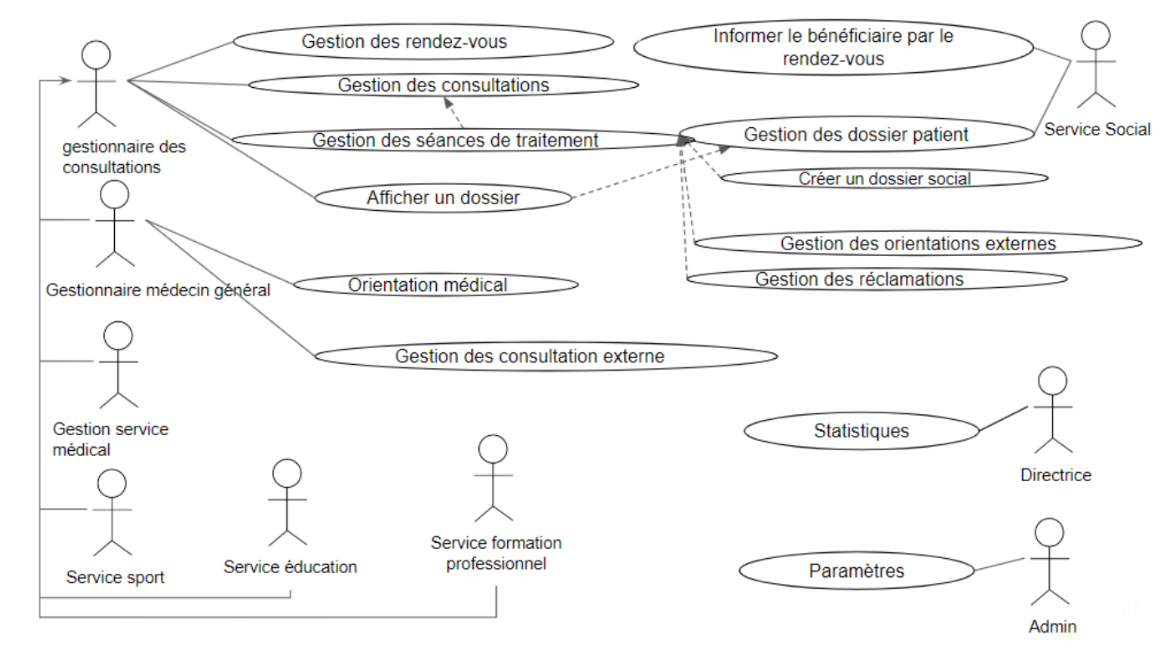 Gestion des rendez-vous
Informer le bénéficiaire par le
rendez-vous
Gestion des consultations
gestionnaire des
consultations
Gestion des séances de traitement
Gestion des dossier patient
Service Social
Afficher un dossier
Créer un dossier social
Gestion des orientations externes
Gestionnaire médecin général
Orientation médical
Gestion des réclamations
Gestion des consultation externe
Gestion service
médical
Statistiques
Directrice
Service sport
Service éducation
Service formation
professionnel
Paramètres
Admin